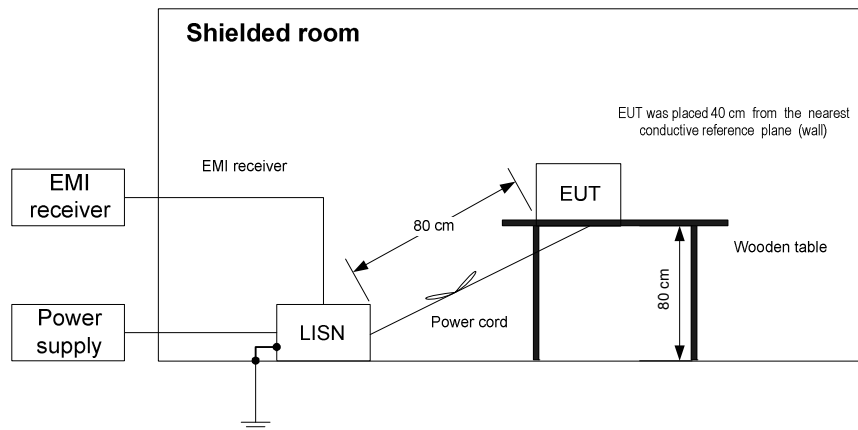 Shielded room
EUT was placed 40 cm from the nearest
conductive reference plane (wall)
EMI receiver
EMI
receiver
80 cm
EUT
Wooden table
80 cm
Power
supply
LISN
Power cord